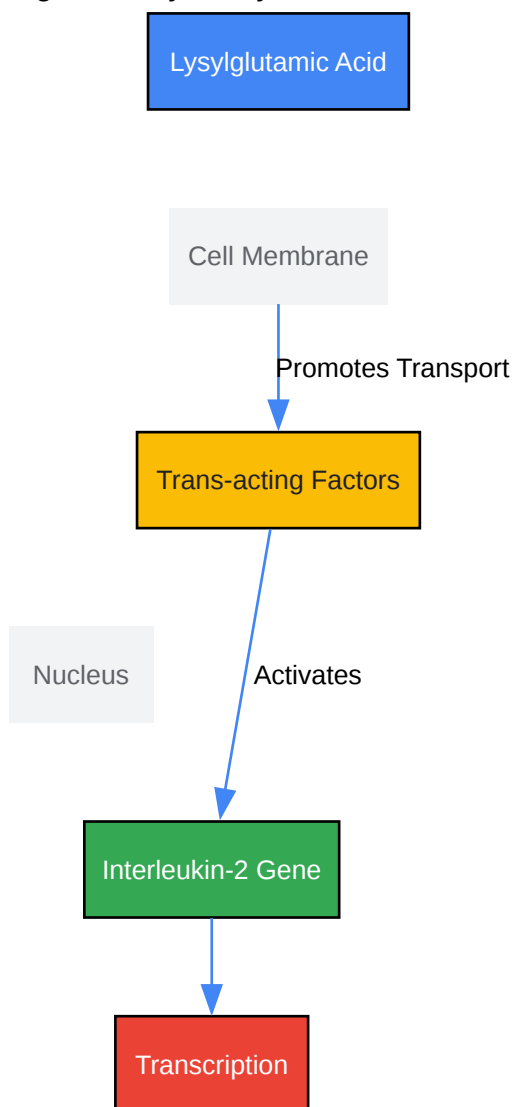 Lysylglutamic Acid
Cell Membrane
Promotes Transport
Trans-acting Factors
Nucleus
Activates
Interleukin-2 Gene
Transcription